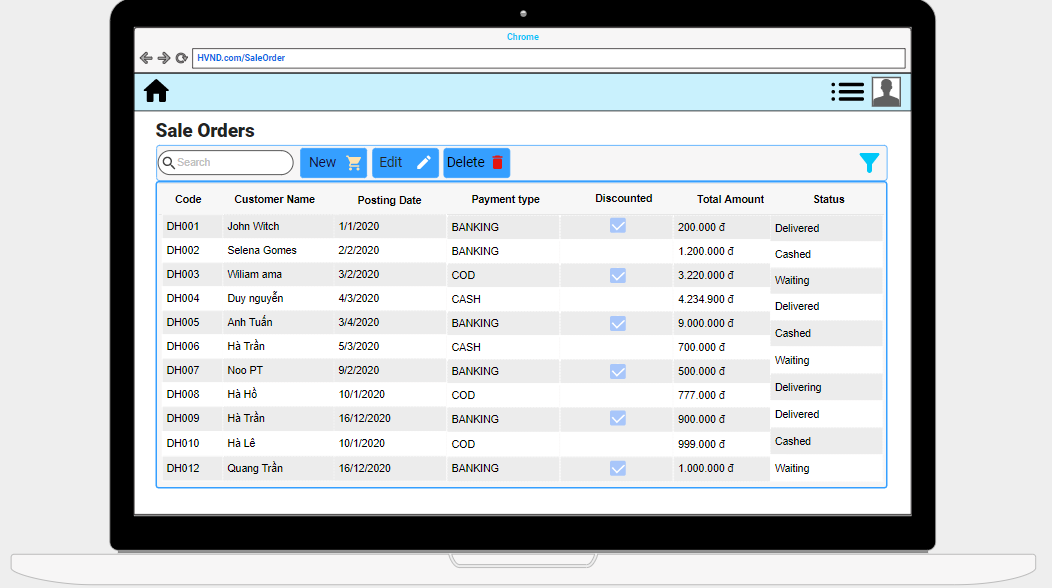 Chrome
HVND.com/SaleOrder
Sale Orders
Search New Edit Delete
Code Customer Name Posting Date Payment type Discounted Total Amount Status
DH001 John Witch 1/1/2020 BANKING 200.000 đ Delivered
DH002 Selena Gomes 2/2/2020 BANKING 1.200.000 đ Cashed
DH003 Wiliam ama 3/2/2020 COD 3.220.000 đ Waiting
DH004 Duy nguyễn 4/3/2020 CASH 4.234.900 đ Delivered
DH005 Anh Tuấn 3/4/2020 BANKING 9.000.000 đ Cashed
DH006 Hà Trần 5/3/2020 CASH 700.000 đ Waiting
DH007 Noo PT 9/2/2020 BANKING 500.000 đ Delivering
DH008 Hà Hồ 10/1/2020 COD 777.000 đ Delivered
DH009 Hà Trần 16/12/2020 BANKING 900.000 đ Cashed
DH010 Hà Lê 10/1/2020 COD 999.000 đ Waiting
DH012 Quang Trần 16/12/2020 BANKING 1.000.000 đ